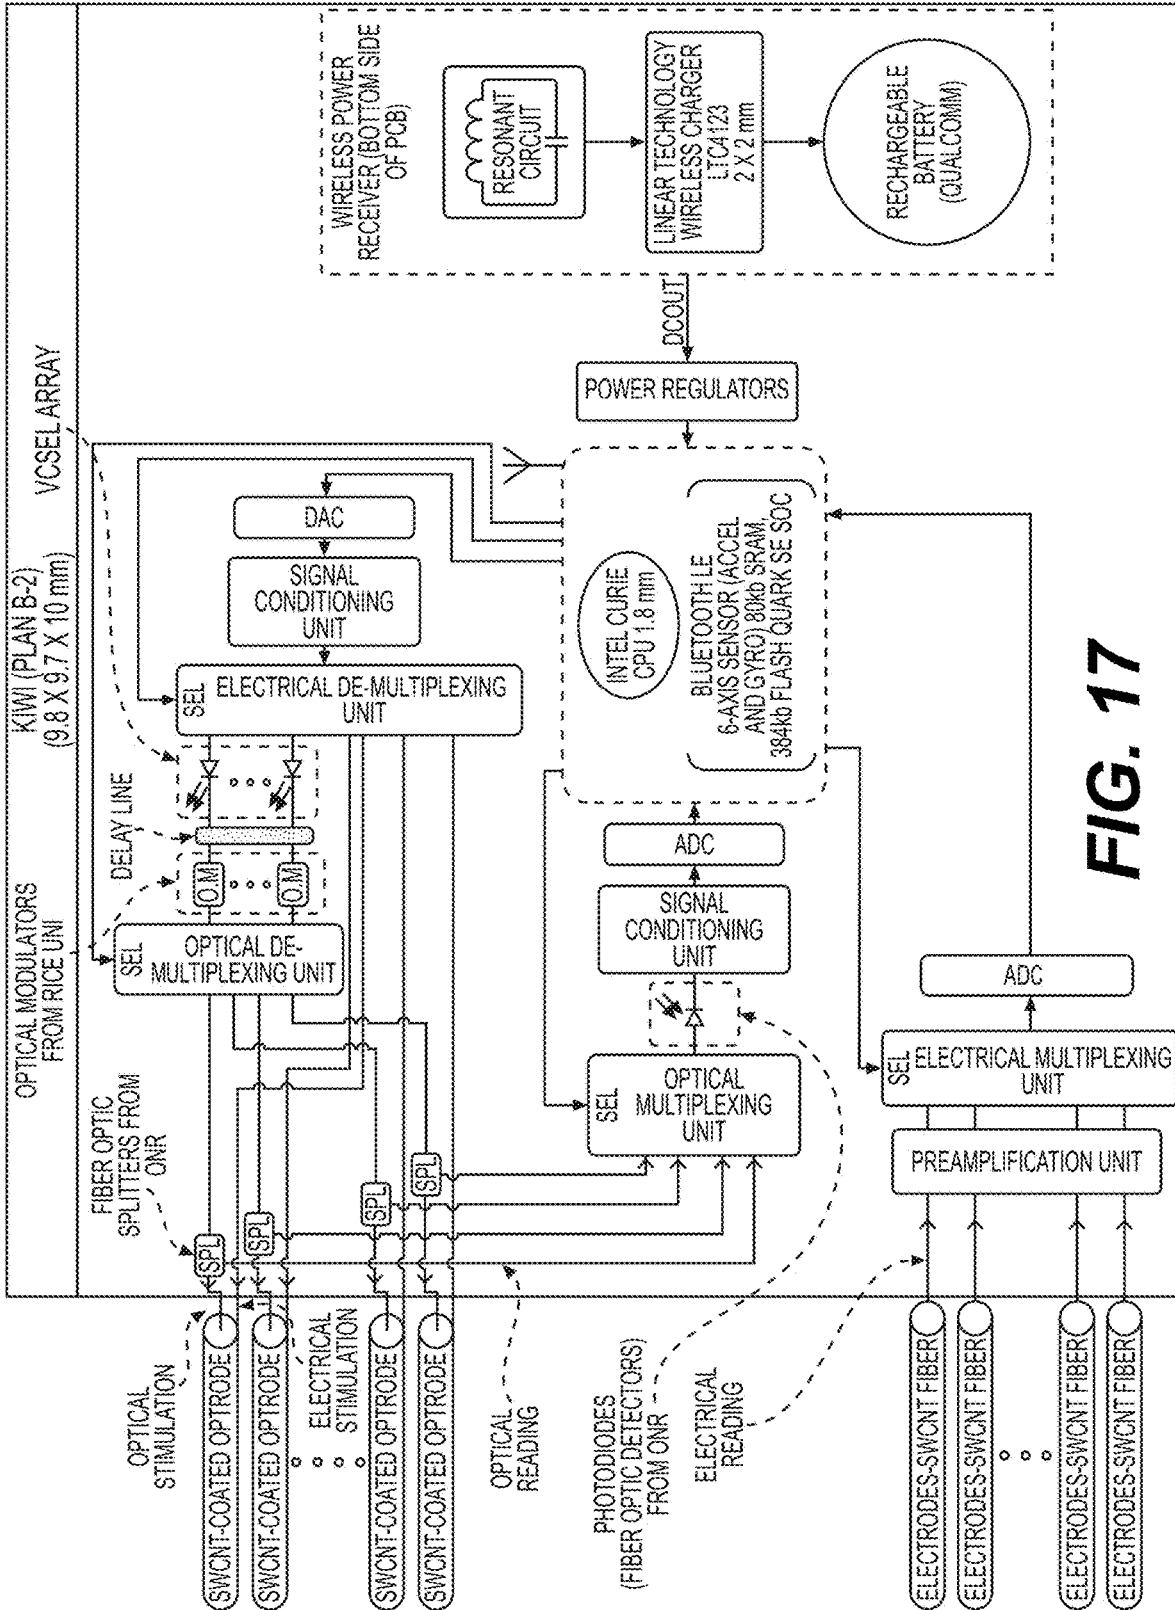 KIWI (PLAN B-2)
(9.8 X 9.7 X 10 mm)
OPTICAL MODULATORS
FROM RICE UNI
VCSEL ARRAY
DELAY LINE
FIBER OPTIC
SPLITTERS FROM
ONR
OPTICAL
STIMULATION
SWCNT-COATED OPTRODE
SWCNT-COATED OPTRODE
ELECTRICAL
STIMULATION
SWCNT-COATED OPTRODE
SWCNT-COATED OPTRODE
OPTICAL
READING
SPL
SPL
SPL
SPL
SEL
OPTICAL DE-
MULTIPLEXING UNIT
O.M
O.M
SEL
ELECTRICAL DE-MULTIPLEXING
UNIT
SIGNAL
CONDITIONING
UNIT
DAC
WIRELESS POWER
RECEIVER (BOTTOM SIDE
OF PCB)
RESONANT
CIRCUIT
LINEAR TECHNOLOGY
WIRELESS CHARGER
LTC4123
2 X 2 mm
RECHARGEABLE
BATTERY
(QUALCOMM)
DCOUT
POWER REGULATORS
INTEL CURIE
CPU 1.8 mm
BLUETOOTH LE
6-AXIS SENSOR (ACCEL
AND GYRO) 80kb SRAM,
384kb FLASH QUARK SE SOC
ADC
SIGNAL
CONDITIONING
UNIT
SEL
OPTICAL
MULTIPLEXING
UNIT
PHOTODIODES
(FIBER OPTIC DETECTORS)
FROM ONR
ELECTRICAL
READING
ELECTRODES-SWCNT FIBER
ELECTRODES-SWCNT FIBER
ELECTRODES-SWCNT FIBER
ELECTRODES-SWCNT FIBER
PREAMPLIFICATION UNIT
SEL
ELECTRICAL MULTIPLEXING
UNIT
ADC
FIG. 17